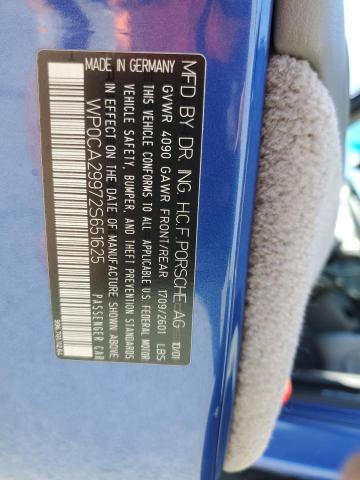 MFD BY DR. ING. H.C.F. PORSCHE AG 10/01
GVWR 4090 GAWR FRONT/REAR 1709/2601 LBS
THIS VEHICLE CONFORMS TO ALL APPLICABLE U.S. FEDERAL MOTOR
VEHICLE SAFETY, BUMPER, AND THEFT PREVENTION STANDARDS
IN EFFECT ON THE DATE OF MANUFACTURE SHOWN ABOVE.
WP0CA29972S651625 PASSENGER CAR
MADE IN GERMANY